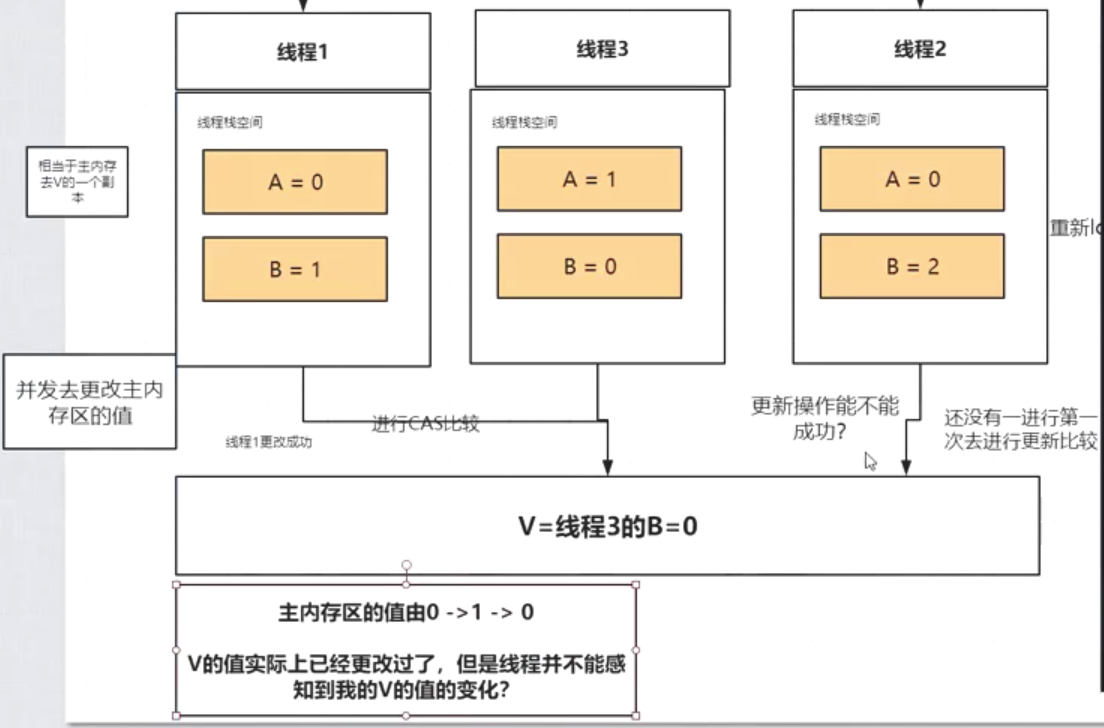 线程1
线程3
线程2
线程栈空间
线程栈空间
线程栈空间
相当于主内存
去V的一个副
本
A = 0
A = 1
A = 0
重新lo
B = 1
B = 0
B = 2
并发去更改主内
存区的值
进行CAS比较
线程1更改成功
更新操作能不能
成功？
还没有一进行第一
次去进行更新比较
V=线程3的B=0
主内存区的值由0 ->1 -> 0
V的值实际上已经更改过了，但是线程并不能感
知到我的V的值的变化？